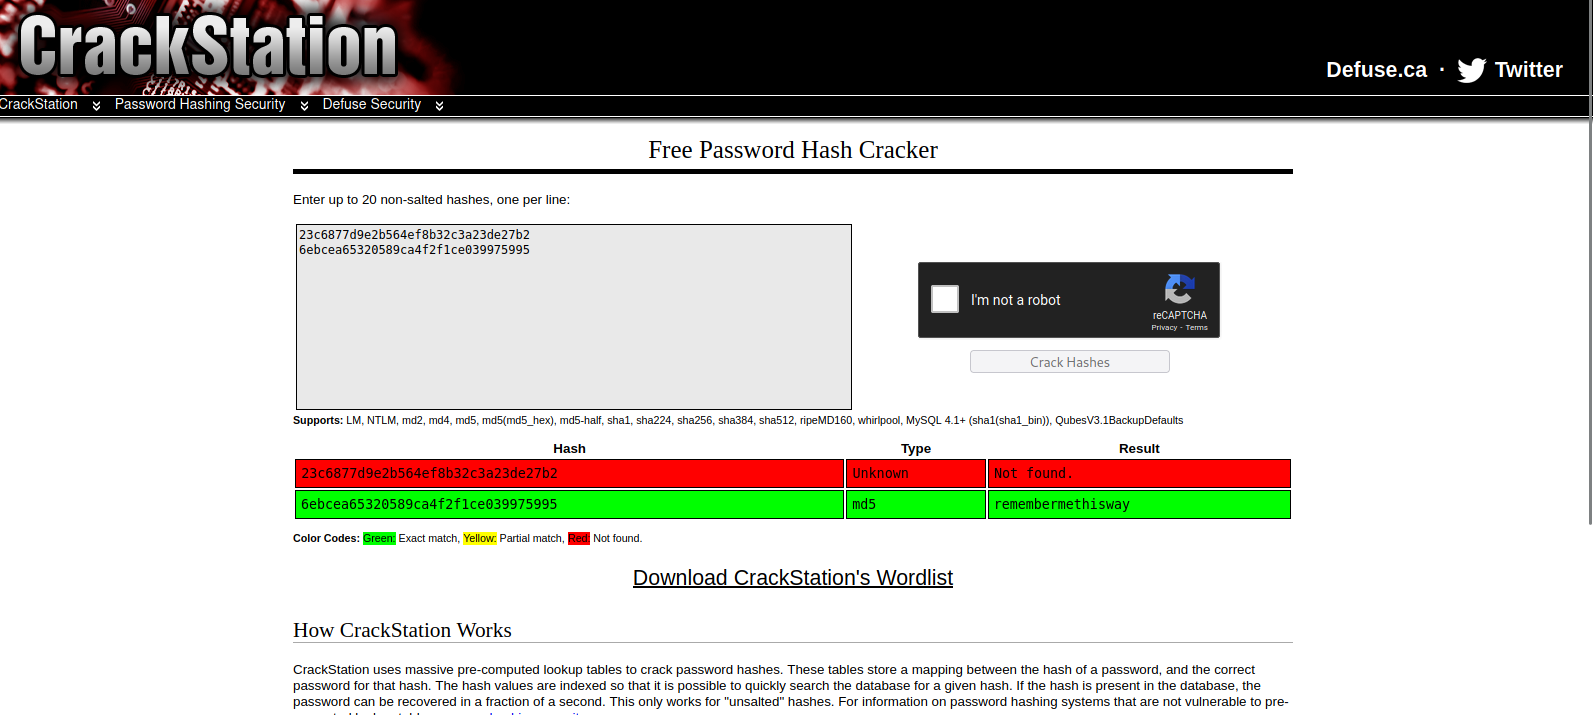 CrackStation
Defuse.ca · Twitter
CrackStation Password Hashing Security Defuse Security
Free Password Hash Cracker
Enter up to 20 non-salted hashes, one per line:
23c6877d9e2b564ef8b32c3a23de27b2
6ebcea65320589ca4f2f1ce039975995
I'm not a robot
reCAPTCHA
Privacy - Terms
Crack Hashes
Supports: LM, NTLM, md2, md4, md5, md5(md5_hex), md5-half, sha1, sha224, sha256, sha384, sha512, ripeMD160, whirlpool, MySQL 4.1+ (sha1(sha1_bin)), QubesV3.1BackupDefaults
Hash Type Result
23c6877d9e2b564ef8b32c3a23de27b2 Unknown Not found.
6ebcea65320589ca4f2f1ce039975995 md5 remembermethisway
Color Codes: Green: Exact match, Yellow: Partial match, Red: Not found.
Download CrackStation's Wordlist
How CrackStation Works
CrackStation uses massive pre-computed lookup tables to crack password hashes. These tables store a mapping between the hash of a password, and the correct
password for that hash. The hash values are indexed so that it is possible to quickly search the database for a given hash. If the hash is present in the database, the
password can be recovered in a fraction of a second. This only works for "unsalted" hashes. For information on password hashing systems that are not vulnerable to pre-